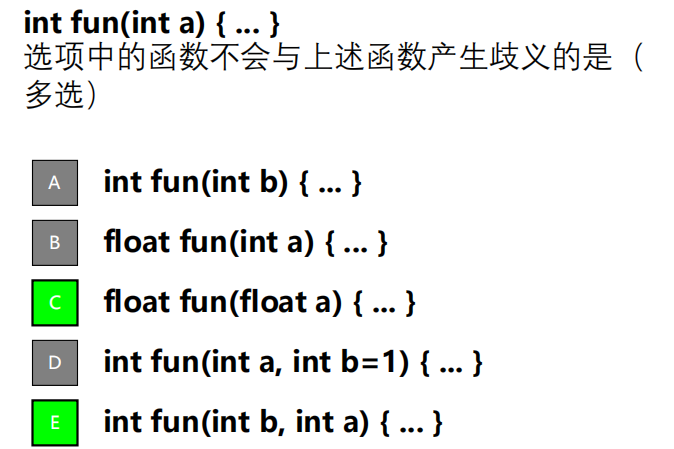 int fun(int a) { ... }
选项中的函数不会与上述函数产生歧义的是（
多选）
A int fun(int b) { ... }
B float fun(int a) { ... }
C float fun(float a) { ... }
D int fun(int a, int b=1) { ... }
E int fun(int b, int a) { ... }